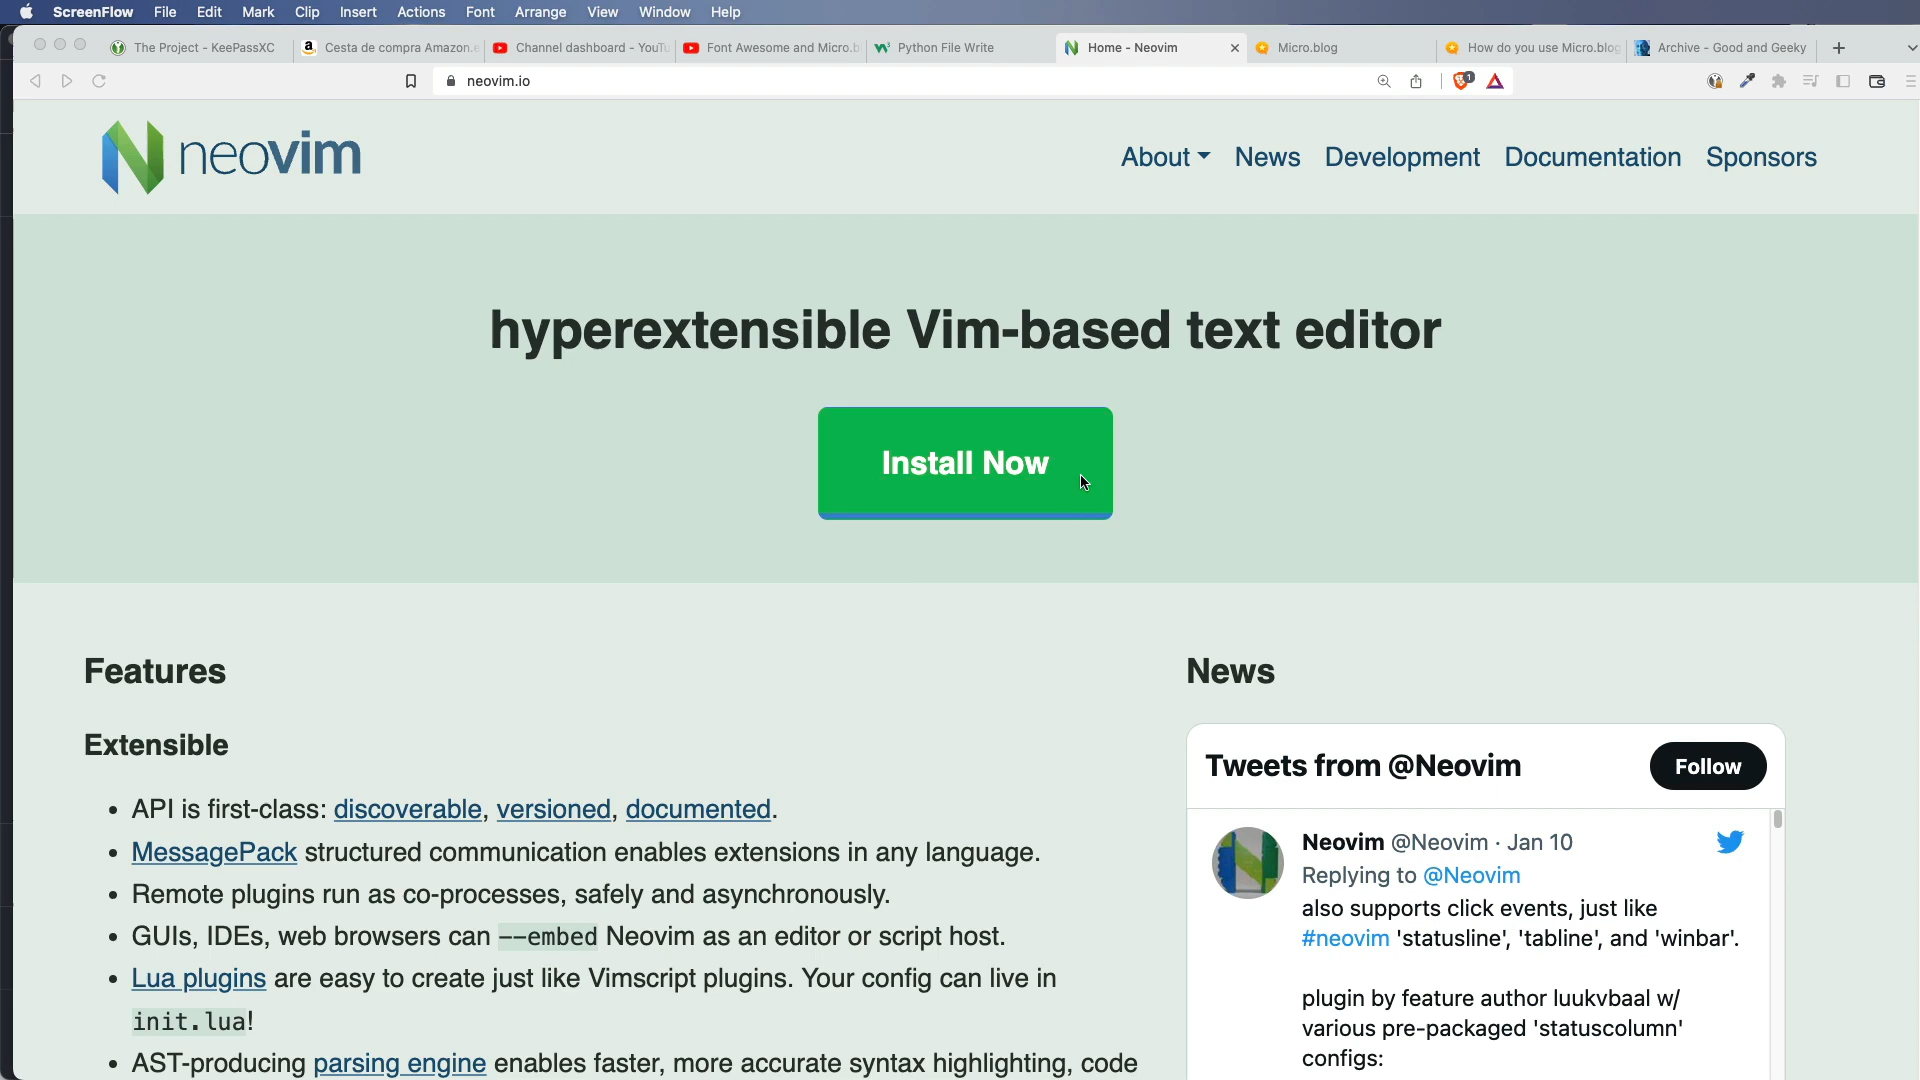 ScreenFlow File Edit Mark Clip Insert Actions Font Arrange View Window Help
The Project - KeePassXC Cesta de compra Amazon.e Channel dashboard - YouTu Font Awesome and Micro.b Python File Write Home - Neovim Micro.blog How do you use Micro.blog Archive - Good and Geeky
neovim.io 1
neovim
About News Development Documentation Sponsors
hyperextensible Vim-based text editor
Install Now
Features
Extensible
• API is first-class: discoverable, versioned, documented.
• MessagePack structured communication enables extensions in any language.
• Remote plugins run as co-processes, safely and asynchronously.
• GUIs, IDEs, web browsers can --embed Neovim as an editor or script host.
• Lua plugins are easy to create just like Vimscript plugins. Your config can live in
init.lua!
• AST-producing parsing engine enables faster, more accurate syntax highlighting, code
News
Tweets from @Neovim
Follow
Neovim @Neovim · Jan 10
Replying to @Neovim
also supports click events, just like
#neovim 'statusline', 'tabline', and 'winbar'.
plugin by feature author luukvbaal w/
various pre-packaged 'statuscolumn'
configs: